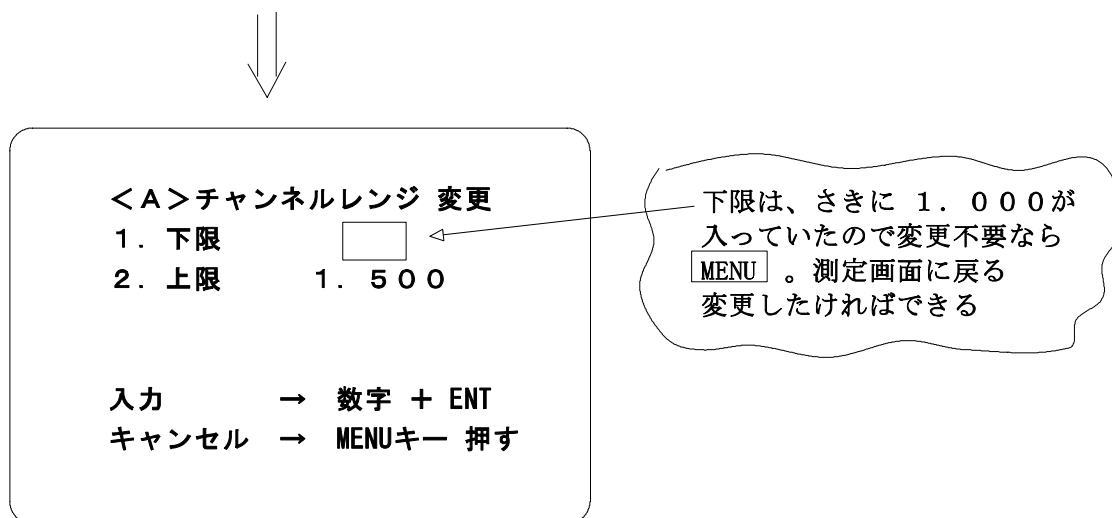 <A>チャンネルレンジ 変更
1. 下限
2. 上限 1. 500
入力 → 数字 + ENT
キャンセル → MENUキー 押す
下限は、さきに 1. 000が
入っていたので変更不要なら
MENU 。測定画面に戻る
変更したければできる